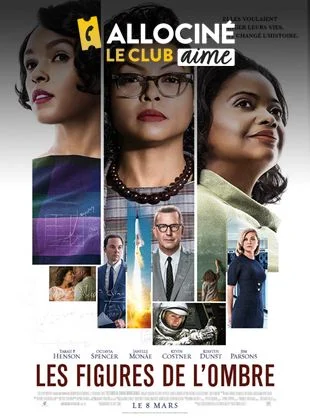 ALLOCINÉ
LE CLUB aime
ELLES VOULAIENT
LEURS VIES,
CHANGÉ L'HISTOIRE.
TARAJI P. HENSON
OCTAVIA SPENCER
JANELLE MONÁE
KEVIN COSTNER
KIRSTEN DUNST
JIM PARSONS
LES FIGURES DE L'OMBRE
LE 8 MARS